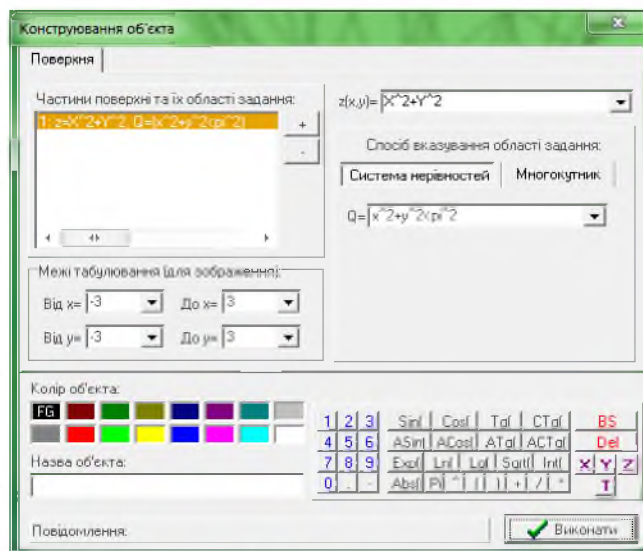 Конструювання об'єкта
Поверхня
Частини поверхні та їх області задання:
1: z=X^2+Y^2, Q=(x^2+y^2<pi^2)
+
-
z(x,y)= X^2+Y^2
Спосіб вказування області задання:
Система нерівностей Многокутник
Q= x^2+y^2<pi^2
Межі табулювання (для зображення):
Від x= -3 До x= 3
Від y= -3 До y= 3
Колір об'єкта:
FG
Назва об'єкта:
1 2 3 Sin( Cos( Tg( CTg( BS
4 5 6 ASin( ACos( ATg( ACTg( Del
7 8 9 Exp( Ln( Lg( Sqrt( Int( X Y Z
0 . - Abs( Pi ^ ( ) + / * T
Повідомлення:
Виконати